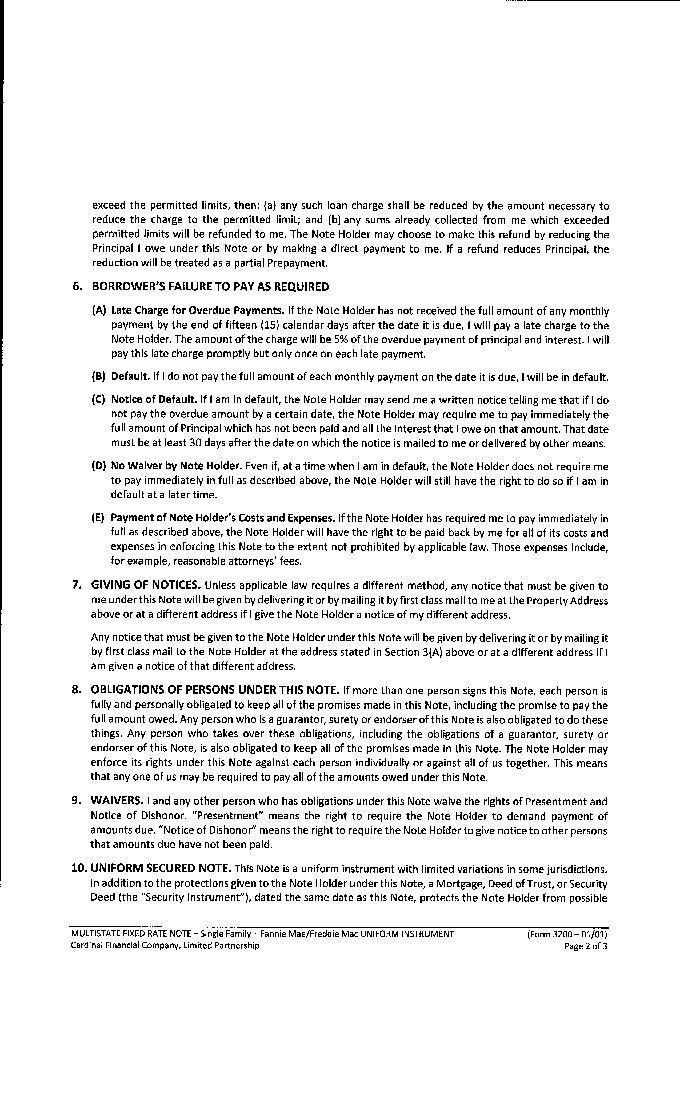 exceed the permitted limits, then: (a) any such loan charge shall be reduced by the amount necessary to
reduce the charge to the permitted limit; and (b) any sums already collected from me which exceeded
permitted limits will be refunded to me. The Note Holder may choose to make this refund by reducing the
Principal I owe under this Note or by making a direct payment to me. If a refund reduces Principal, the
reduction will be treated as a partial Prepayment.
6. BORROWER'S FAILURE TO PAY AS REQUIRED
(A) Late Charge for Overdue Payments. If the Note Holder has not received the full amount of any monthly
payment by the end of fifteen (15) calendar days after the date it is due, I will pay a late charge to the
Note Holder. The amount of the charge will be 5% of the overdue payment of principal and interest. I will
pay this late charge promptly but only once on each late payment.
(B) Default. If I do not pay the full amount of each monthly payment on the date it is due, I will be in default.
(C) Notice of Default. If I am in default, the Note Holder may send me a written notice telling me that if I do
not pay the overdue amount by a certain date, the Note Holder may require me to pay immediately the
full amount of Principal which has not been paid and all the interest that I owe on that amount. That date
must be at least 30 days after the date on which the notice is mailed to me or delivered by other means.
(D) No Waiver by Note Holder. Even if, at a time when I am in default, the Note Holder does not require me
to pay immediately in full as described above, the Note Holder will still have the right to do so if I am in
default at a later time.
(E) Payment of Note Holder's Costs and Expenses. If the Note Holder has required me to pay immediately in
full as described above, the Note Holder will have the right to be paid back by me for all of its costs and
expenses in enforcing this Note to the extent not prohibited by applicable law. Those expenses include,
for example, reasonable attorneys' fees.
7. GIVING OF NOTICES. Unless applicable law requires a different method, any notice that must be given to
me under this Note will be given by delivering it or by mailing it by first class mail to me at the Property Address
above or at a different address if I give the Note Holder a notice of my different address.
Any notice that must be given to the Note Holder under this Note will be given by delivering it or by mailing it
by first class mail to the Note Holder at the address stated in Section 3(A) above or at a different address if I
am given a notice of that different address.
8. OBLIGATIONS OF PERSONS UNDER THIS NOTE. If more than one person signs this Note, each person is
fully and personally obligated to keep all of the promises made in this Note, including the promise to pay the
full amount owed. Any person who is a guarantor, surety or endorser of this Note is also obligated to do these
things. Any person who takes over these obligations, including the obligations of a guarantor, surety or
endorser of this Note, is also obligated to keep all of the promises made in this Note. The Note Holder may
enforce its rights under this Note against each person individually or against all of us together. This means
that any one of us may be required to pay all of the amounts owed under this Note.
9. WAIVERS. I and any other person who has obligations under this Note waive the rights of Presentment and
Notice of Dishonor. "Presentment" means the right to require the Note Holder to demand payment of
amounts due. "Notice of Dishonor" means the right to require the Note Holder to give notice to other persons
that amounts due have not been paid.
10. UNIFORM SECURED NOTE. This Note is a uniform instrument with limited variations in some jurisdictions.
In addition to the protections given to the Note Holder under this Note, a Mortgage, Deed of Trust, or Security
Deed (the "Security Instrument"), dated the same date as this Note, protects the Note Holder from possible
MULTISTATE FIXED RATE NOTE – Single Family - Fannie Mae/Freddie Mac UNIFORM INSTRUMENT (Form 3200 – 01/01)
Cardinal Financial Company, Limited Partnership Page 2 of 3